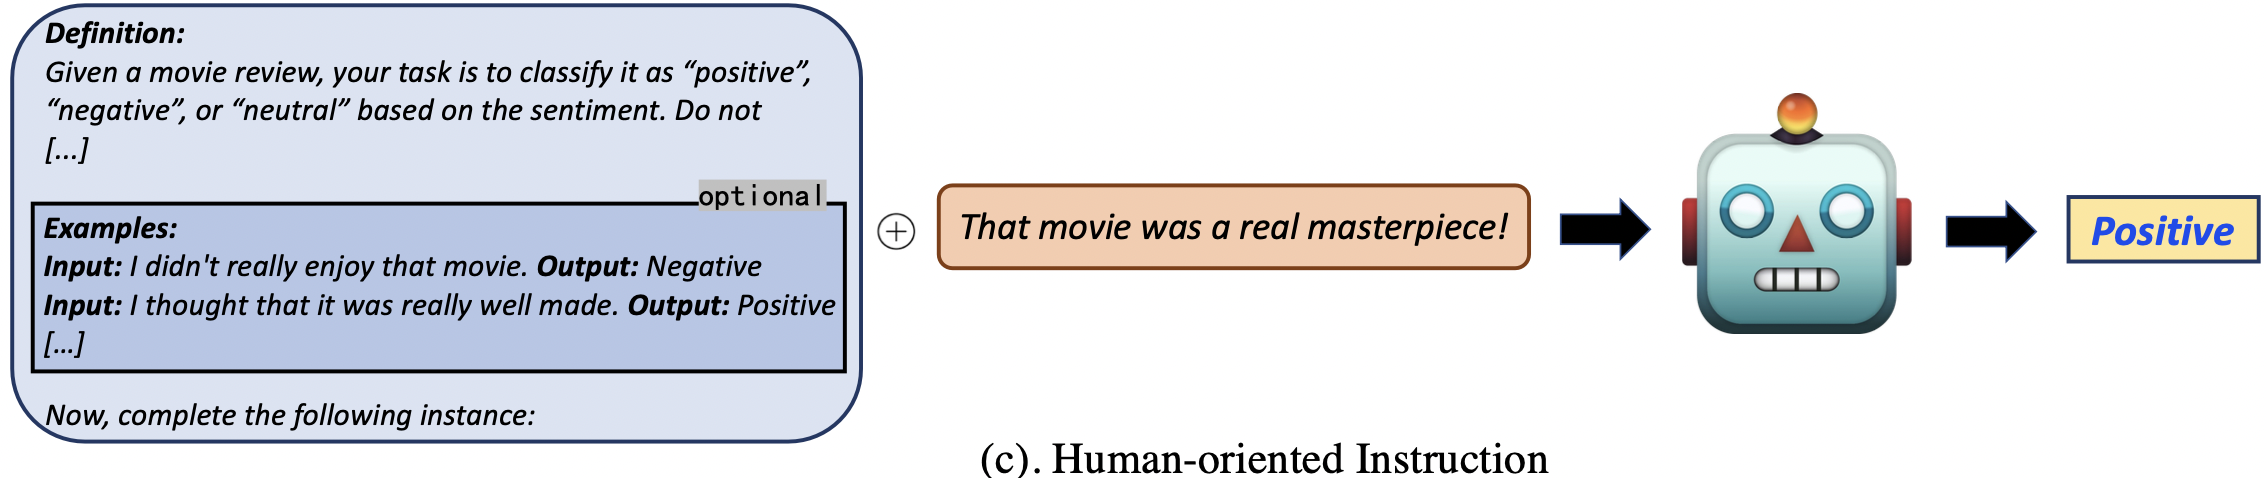 Definition:
Given a movie review, your task is to classify it as “positive”,
“negative”, or “neutral” based on the sentiment. Do not
[...]
optional
Examples:
Input: I didn't really enjoy that movie. Output: Negative
Input: I thought that it was really well made. Output: Positive
[...]
Now, complete the following instance:
That movie was a real masterpiece!
Positive
(c). Human-oriented Instruction